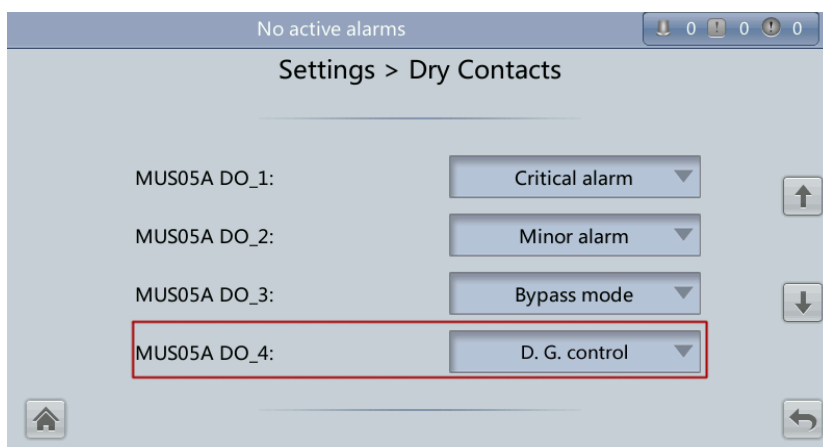 No active alarms 0 0 0
Settings > Dry Contacts
MUS05A DO_1: Critical alarm
MUS05A DO_2: Minor alarm
MUS05A DO_3: Bypass mode
MUS05A DO_4: D. G. control